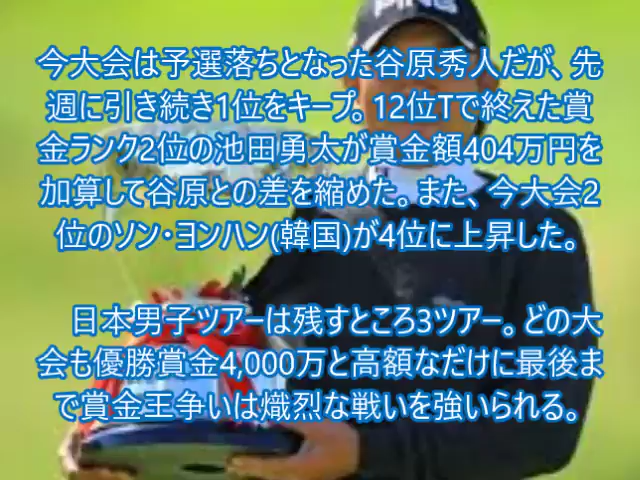 PING
今大会は予選落ちとなった谷原秀人だが、先
週に引き続き1位をキープ。12位Tで終えた賞
金ランク2位の池田勇太が賞金額404万円を
加算して谷原との差を縮めた。また、今大会2
位のソン・ヨンハン(韓国)が4位に上昇した。
日本男子ツアーは残すところ3ツアー。どの大
会も優勝賞金4,000万と高額なだけに最後ま
で賞金王争いは熾烈な戦いを強いられる。